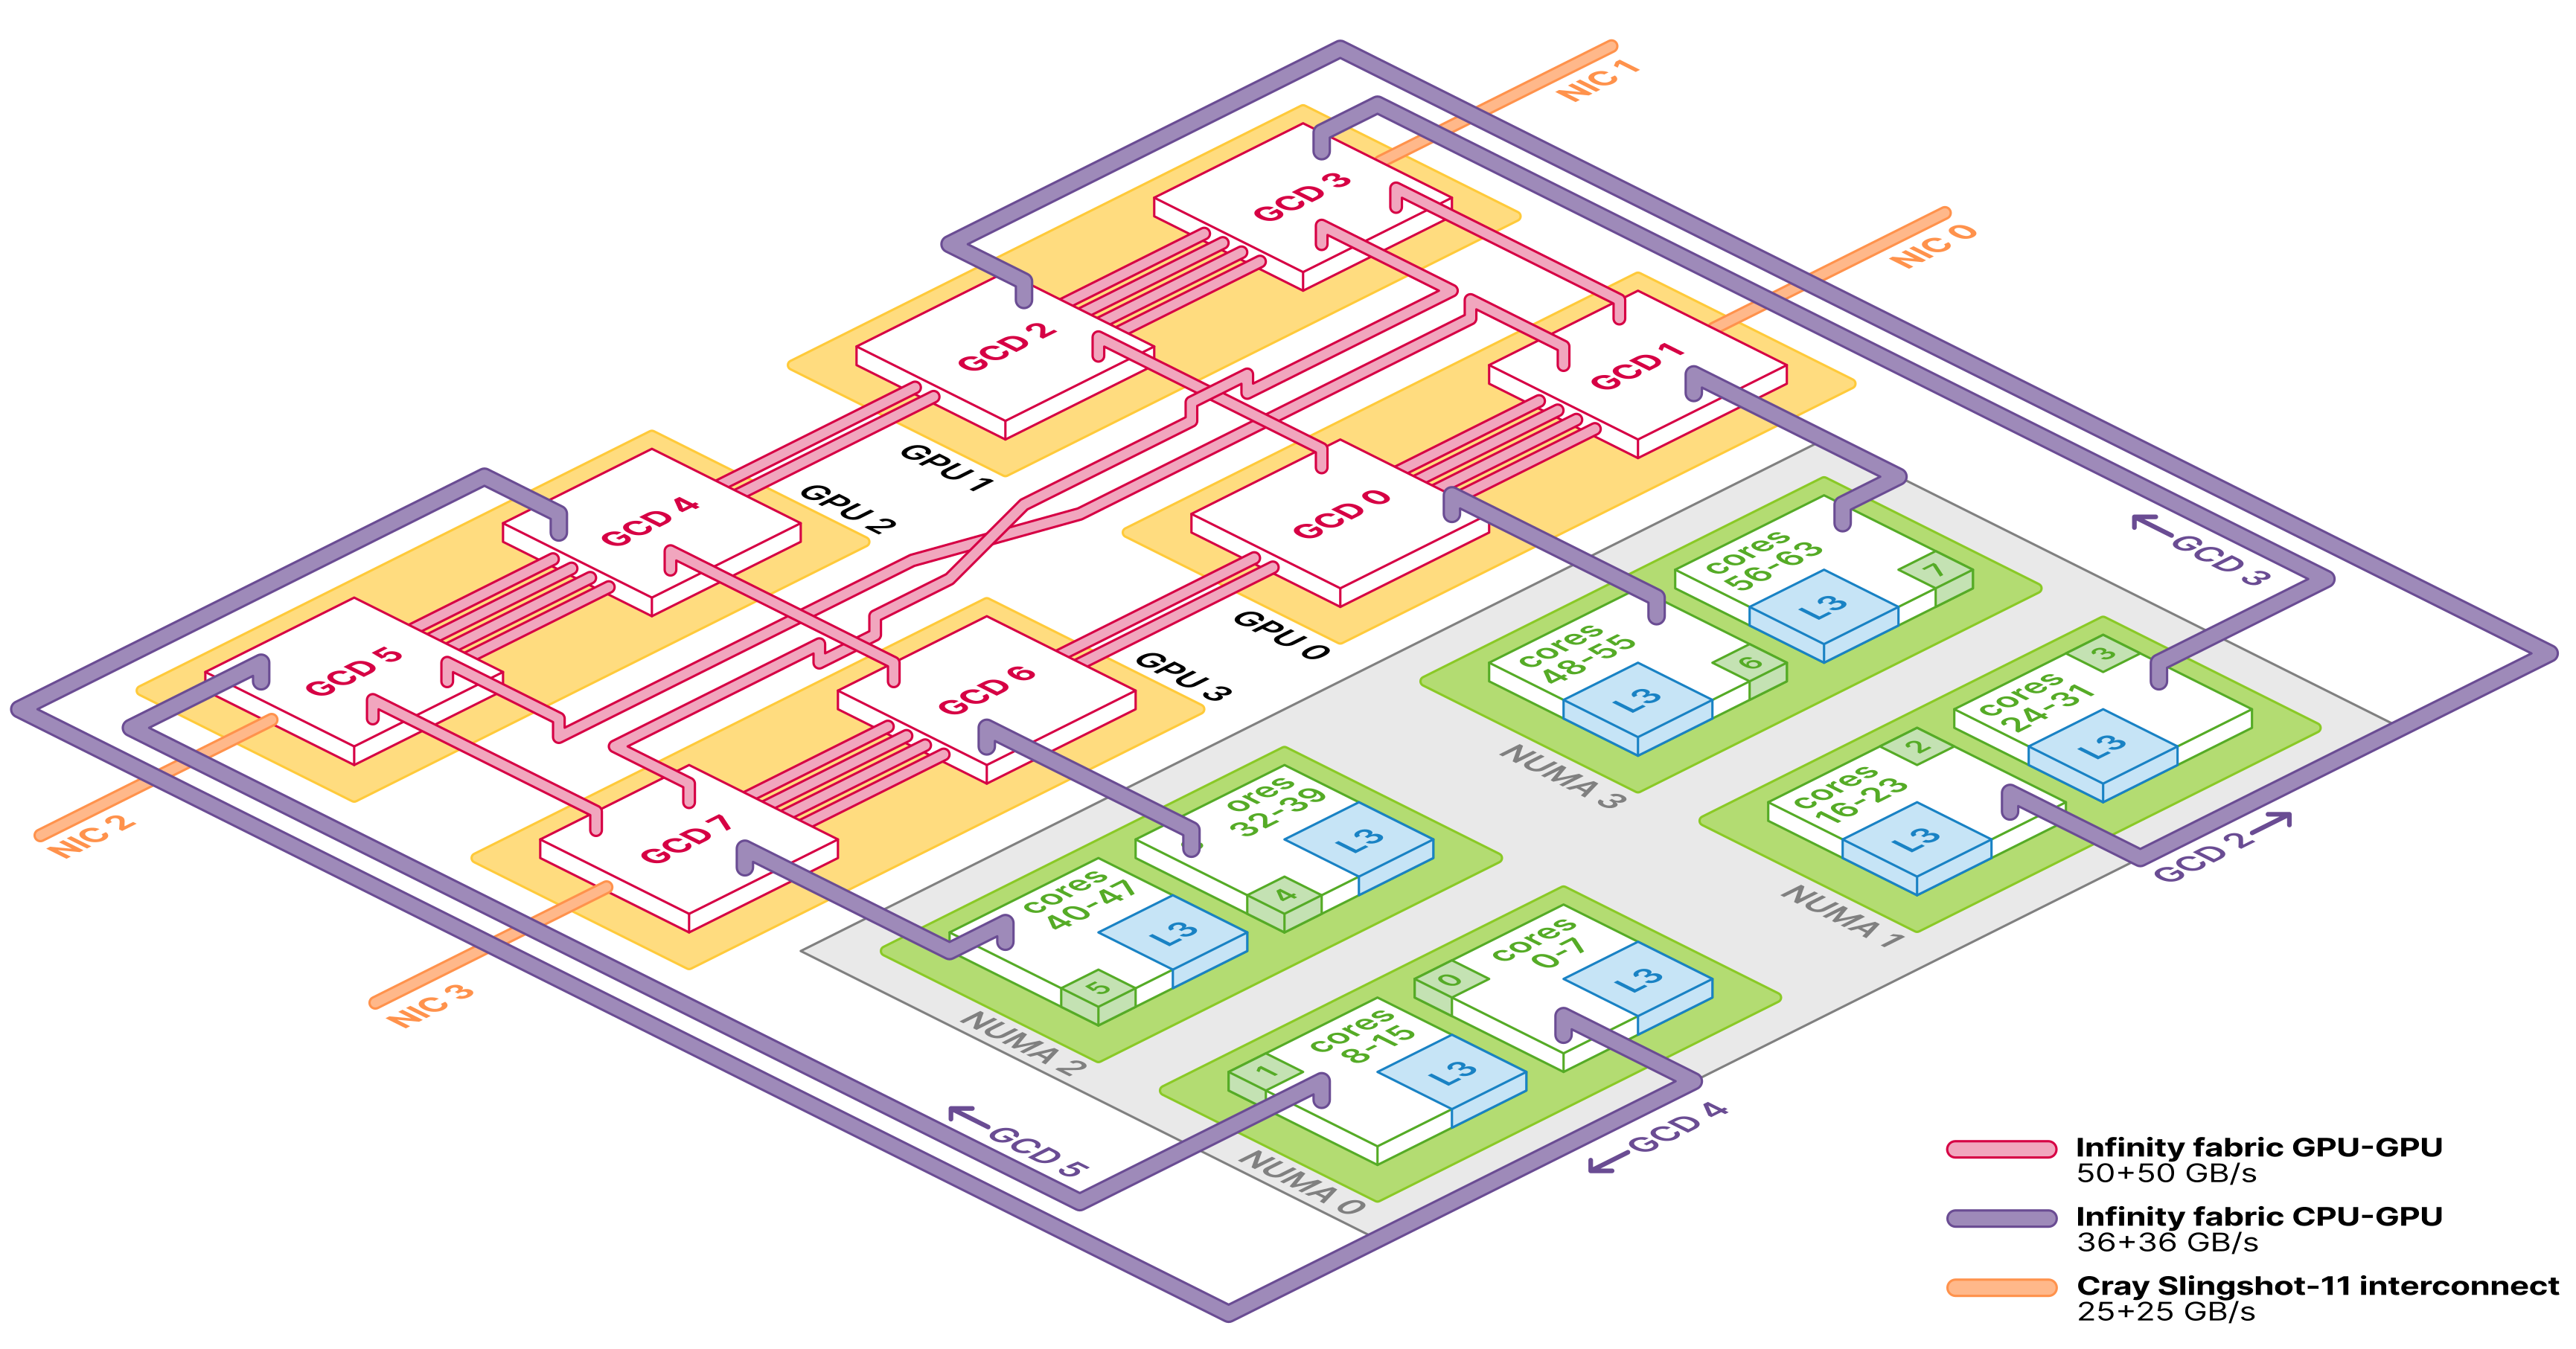 NIC 1
NIC 0
GCD 3
GCD 2
GCD 1
GPU 1
GCD 4
GPU 2
GCD 0
GPU 0
GCD 5
GCD 6
GPU 3
GCD 7
NIC 2
NIC 3
cores
56-63
7
L3
cores
48-55
6
L3
NUMA 3
←GCD 3
3
cores
24-31
L3
2
cores
16-23
L3
NUMA 1
GCD 2→
ores
32-39
L3
4
cores
40-47
L3
5
NUMA 2
cores
0-7
0
L3
cores
8-15
1
L3
NUMA 0
←GCD 5
←GCD 4
Infinity fabric GPU-GPU
50+50 GB/s
Infinity fabric CPU-GPU
36+36 GB/s
Cray Slingshot-11 interconnect
25+25 GB/s